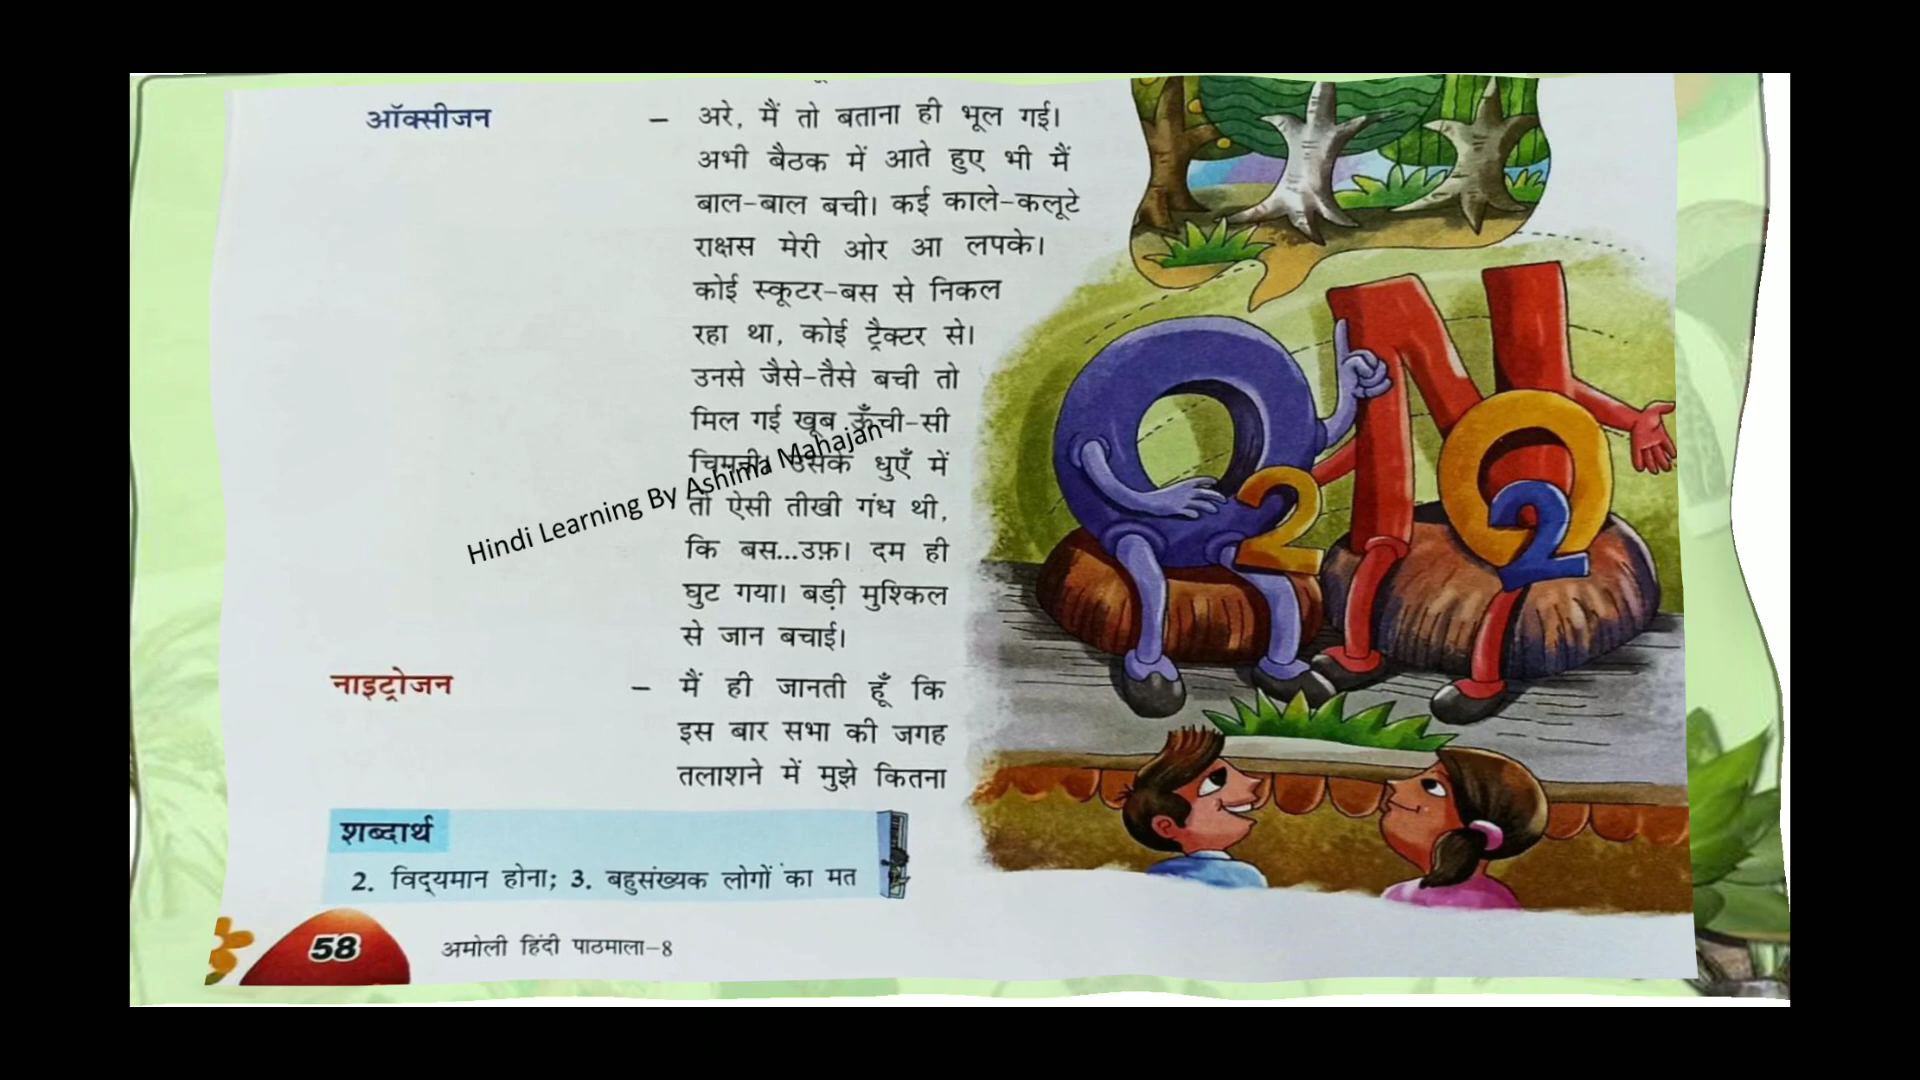 ऑक्सीजन – अरे, मैं तो बताना ही भूल गई।
अभी बैठक में आते हुए भी मैं
बाल-बाल बची। कई काले-कलूटे
राक्षस मेरी ओर आ लपके।
कोई स्कूटर-बस से निकल
रहा था, कोई ट्रैक्टर से।
उनसे जैसे-तैसे बची तो
मिल गई खूब ऊँची-सी
चिमनी। उसके धुएँ में
तो ऐसी तीखी गंध थी,
कि बस...उफ़। दम ही
घुट गया। बड़ी मुश्किल
से जान बचाई।
Hindi Learning By Ashima Mahajan
नाइट्रोजन – मैं ही जानती हूँ कि
इस बार सभा की जगह
तलाशने में मुझे कितना
O2 NO2
शब्दार्थ
2. विद्यमान होना; 3. बहुसंख्यक लोगों का मत
58 अमोली हिंदी पाठमाला-8